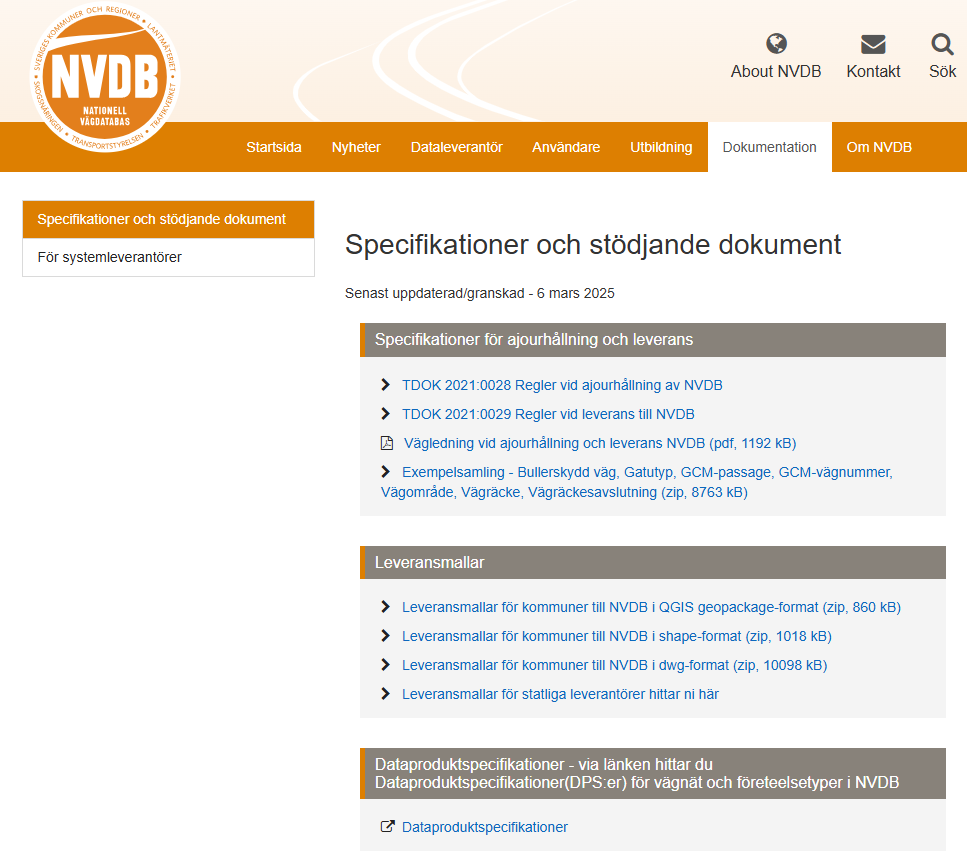 SVERIGES KOMMUNER OCH REGIONER • LANTMÄTERIET • TRAFIKVERKET • TRANSPORTSTYRELSEN • SKOGSNÄRINGEN •
NVDB
NATIONELL
VÄGDATABAS
About NVDB
Kontakt
Sök
Startsida
Nyheter
Dataleverantör
Användare
Utbildning
Dokumentation
Om NVDB
Specifikationer och stödjande dokument
För systemleverantörer
Specifikationer och stödjande dokument
Senast uppdaterad/granskad - 6 mars 2025
Specifikationer för ajourhållning och leverans
TDOK 2021:0028 Regler vid ajourhållning av NVDB
TDOK 2021:0029 Regler vid leverans till NVDB
Vägledning vid ajourhållning och leverans NVDB (pdf, 1192 kB)
Exempelsamling - Bullerskydd väg, Gatutyp, GCM-passage, GCM-vägnummer,
Vägområde, Vägräcke, Vägräckesavslutning (zip, 8763 kB)
Leveransmallar
Leveransmallar för kommuner till NVDB i QGIS geopackage-format (zip, 860 kB)
Leveransmallar för kommuner till NVDB i shape-format (zip, 1018 kB)
Leveransmallar för kommuner till NVDB i dwg-format (zip, 10098 kB)
Leveransmallar för statliga leverantörer hittar ni här
Dataproduktspecifikationer - via länken hittar du
Dataproduktspecifikationer(DPS:er) för vägnät och företeelsetyper i NVDB
Dataproduktspecifikationer